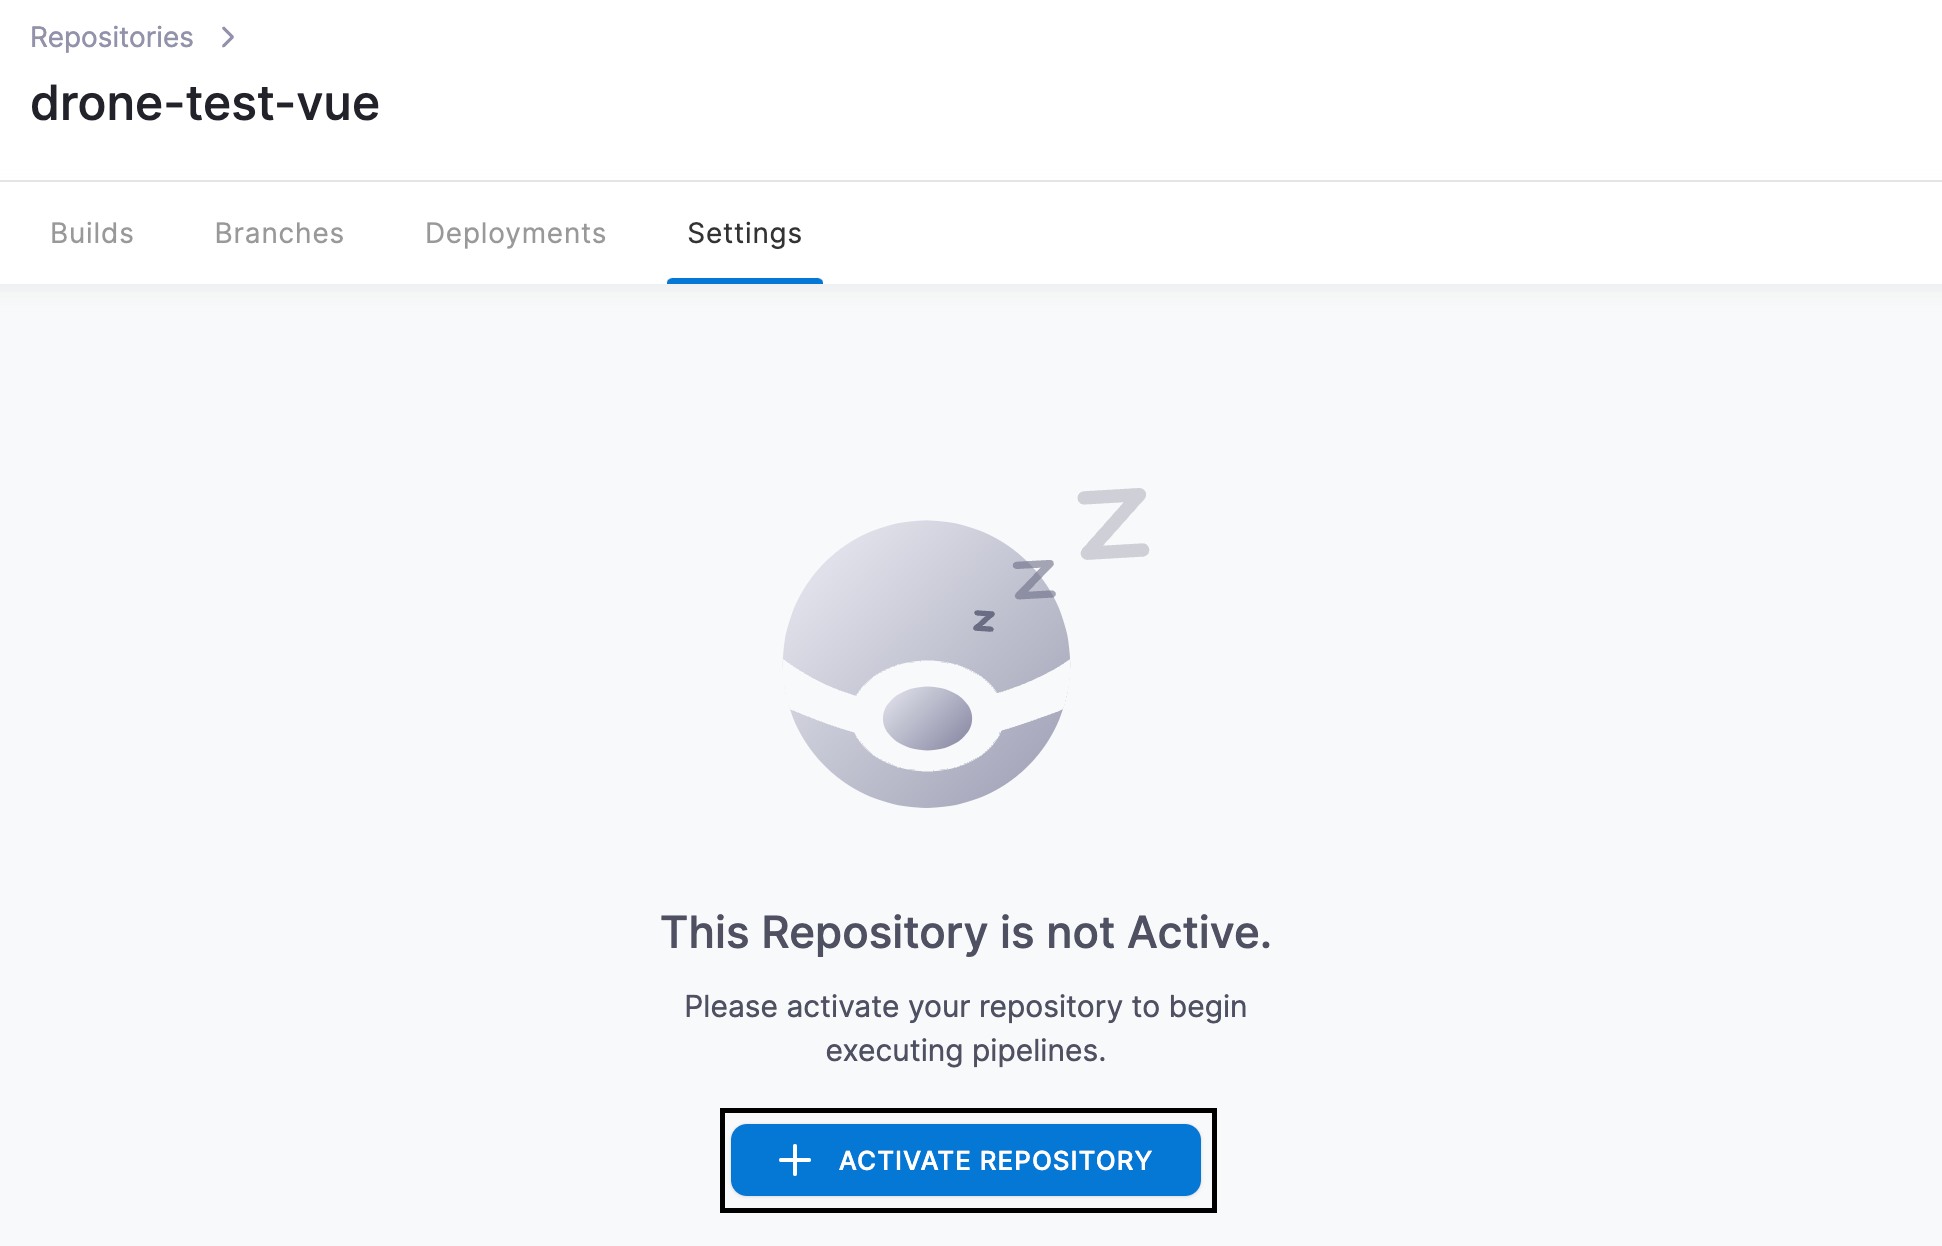 Repositories
drone-test-vue
Builds Branches Deployments Settings
z
z
Z
This Repository is not Active.
Please activate your repository to begin
executing pipelines.
ACTIVATE REPOSITORY